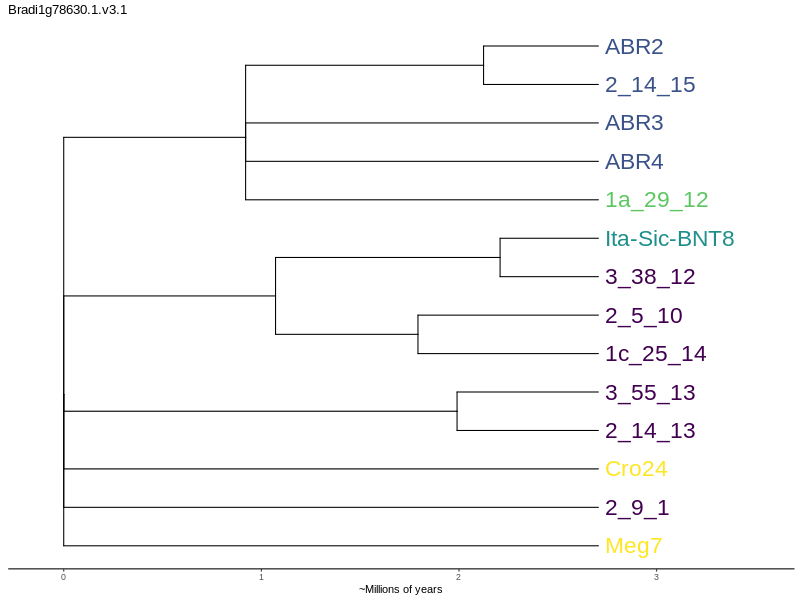 Bradi1g78630.1.v3.1
ABR2
2_14_15
ABR3
ABR4
1a_29_12
Ita-Sic-BNT8
3_38_12
2_5_10
1c_25_14
3_55_13
2_14_13
Cro24
2_9_1
Meg7
0 1 2 3
~Millions of years